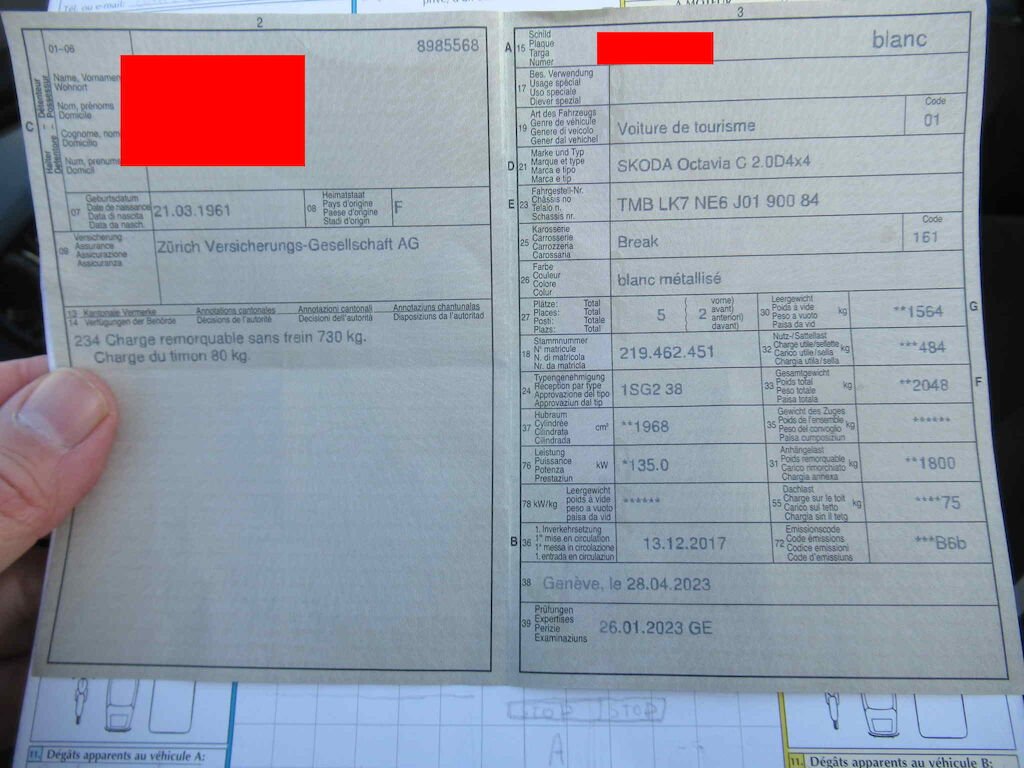 Tél. ou e-mail:
2
01-06
8985568
C
Halter Détenteur
Detentore Possessur
Name, Vornamen
Wohnort
Nom, prénoms
Domicile
Cognome, nom
Domicilio
Num, prenums
Domicil
07
Geburtsdatum
Date de naissance
Data di nascita
Data da nasch.
21.03.1961
08
Heimatstaat
Pays d'origine
Paese d'origine
Stadi d'origin
F
09
Versicherung
Assurance
Assicurazione
Assicuranza
Zürich Versicherungs-Gesellschaft AG
13 Kantonale Vermerke Annotations cantonales Annotazioni cantonali Annotaziuns chantunalas
14 Verfügungen der Behörde Décisions de l'autorité Decisioni dell'autorità Disposiziuns da l'autoritad
234 Charge remorquable sans frein 730 kg.
Charge du timon 80 kg.
3
A
15
Schild
Plaque
Targa
Numer
blanc
17
Bes. Verwendung
Usage spécial
Uso speciale
Diever spezial
19
Art des Fahrzeugs
Genre de véhicule
Genere di veicolo
Gener dal vehichel
Voiture de tourisme
Code
01
D
21
Marke und Typ
Marque et type
Marca e tipo
Marca e tip
SKODA Octavia C 2.0D4x4
E
23
Fahrgestell-Nr.
Châssis no
Telaio n.
Schassis nr.
TMB LK7 NE6 J01 900 84
25
Karosserie
Carrosserie
Carrozzeria
Carossaria
Break
Code
161
26
Farbe
Couleur
Colore
Colur
blanc métallisé
27
Plätze: Total
Places: Total
Posti: Totale
Plazs: Total
5
2
vorne)
avant)
anteriori)
davant)
30
Leergewicht
Poids à vide
Peso a vuoto
Paisa da vid
kg
**1564
G
18
Stammnummer
N° matricule
N. di matricola
Nr. da matricla
219.462.451
32
Nutz-/Sattellast
Charge utile/sellette
Carico utile/sella
Chargia utila/sella
kg
***484
24
Typengenehmigung
Réception par type
Approvazione del tipo
Approvaziun dal tip
1SG2 38
33
Gesamtgewicht
Poids total
Peso totale
Paisa totala
kg
**2048
F
37
Hubraum
Cylindrée
Cilindrata
Cilindrada
cm³
**1968
35
Gewicht des Zuges
Poids de l'ensemble
Peso del convoglio
Paisa cumposiziun
kg
******
76
Leistung
Puissance
Potenza
Prestaziun
kW
*135.0
31
Anhängelast
Poids remorquable
Carico rimorchiato
Chargia annexa
kg
**1800
78 kW/kg
Leergewicht
poids à vide
peso a vuoto
paisa da vid
******
55
Dachlast
Charge sur le toit
Carico sul tetto
Chargia sin il tetg
kg
****75
B
36
1. Inverkehrsetzung
1re mise en circulation
1a messa in circolazione
1. entrada en circulaziun
13.12.2017
72
Emissionscode
Code émissions
Codice emissioni
Code d'emissiuns
***B6b
38
Genève, le 28.04.2023
39
Prüfungen
Expertises
Perizie
Examinaziuns
26.01.2023 GE
STOP STOP
A
11. Dégâts apparents au véhicule A:
11. Dégâts apparents au véhicule B: